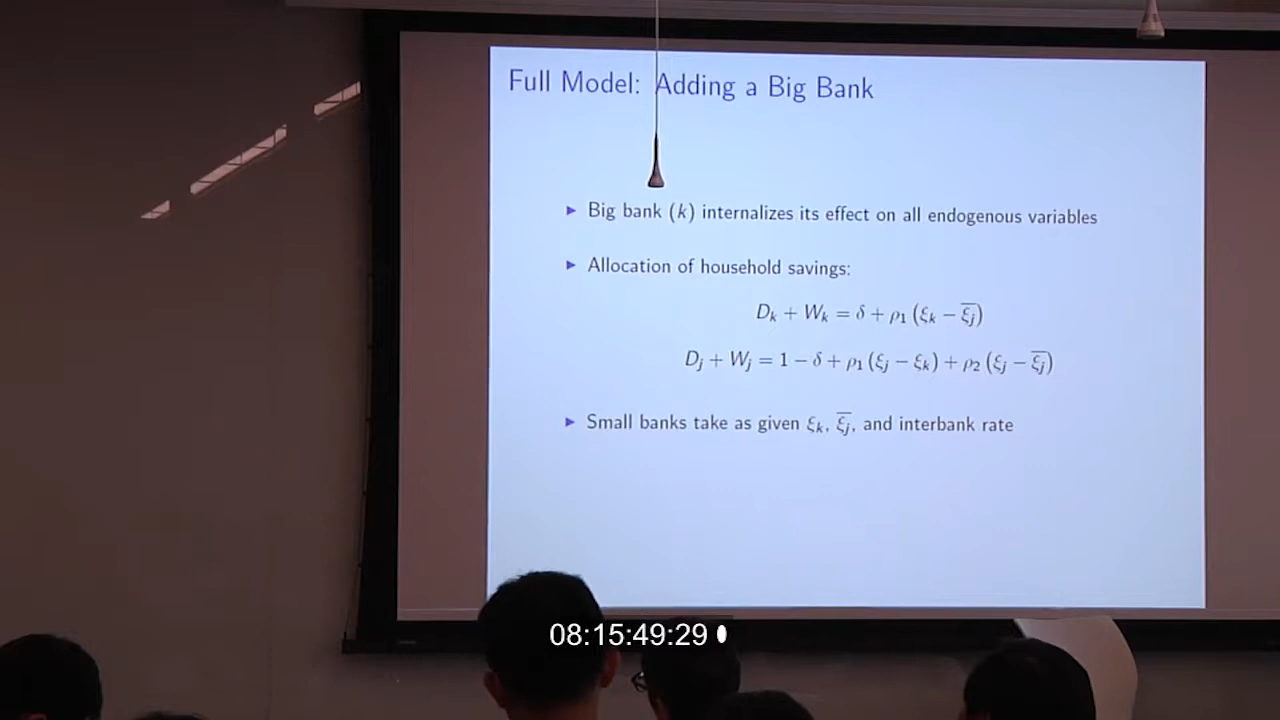 Full Model: Adding a Big Bank
▶ Big bank (k) internalizes its effect on all endogenous variables
▶ Allocation of household savings:
D_k + W_k = δ + ρ_1 (ξ_k − \overline{ξ_j})
D_j + W_j = 1 − δ + ρ_1 (ξ_j − ξ_k) + ρ_2 (ξ_j − \overline{ξ_j})
▶ Small banks take as given ξ_k, \overline{ξ_j}, and interbank rate
08:15:49:29